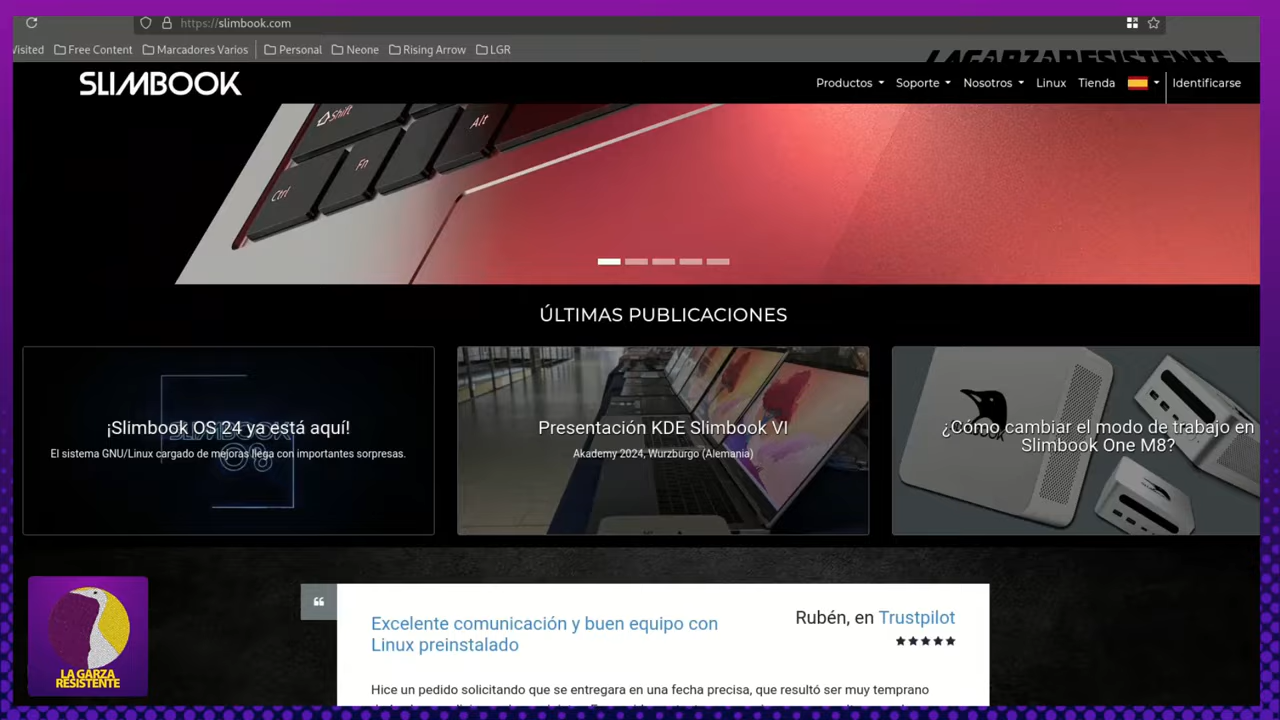 https://slimbook.com
Visited Free Content Marcadores Varios Personal Neone Rising Arrow LGR
LAGARZARESISTENTE
SLIMBOOK
Productos Soporte Nosotros Linux Tienda Identificarse
Shift
Alt
Fn
Ctrl
ÚLTIMAS PUBLICACIONES
¡Slimbook OS 24 ya está aquí!
El sistema GNU/Linux cargado de mejoras llega con importantes sorpresas.
SLIMBOOK
OS
Presentación KDE Slimbook VI
Akademy 2024, Wurzburgo (Alemania)
¿Cómo cambiar el modo de trabajo en
Slimbook One M8?
LA GARZA
RESISTENTE
Excelente comunicación y buen equipo con
Linux preinstalado
Rubén, en Trustpilot
Hice un pedido solicitando que se entregara en una fecha precisa, que resultó ser muy temprano